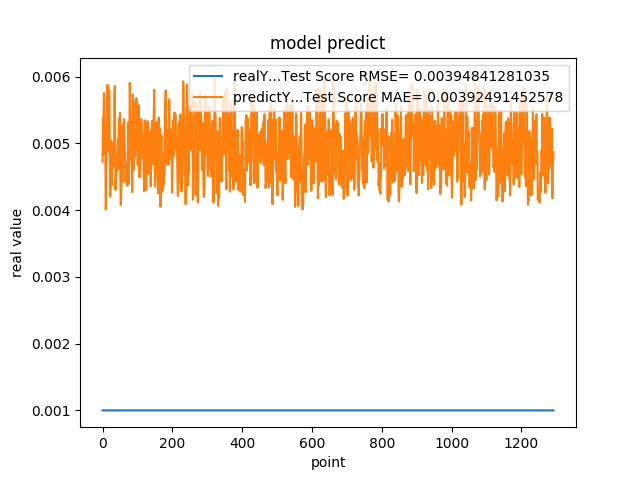 model predict
realY...Test Score RMSE= 0.00394841281035
predictY...Test Score MAE= 0.00392491452578
real value
0.006
0.005
0.004
0.003
0.002
0.001
0 200 400 600 800 1000 1200
point